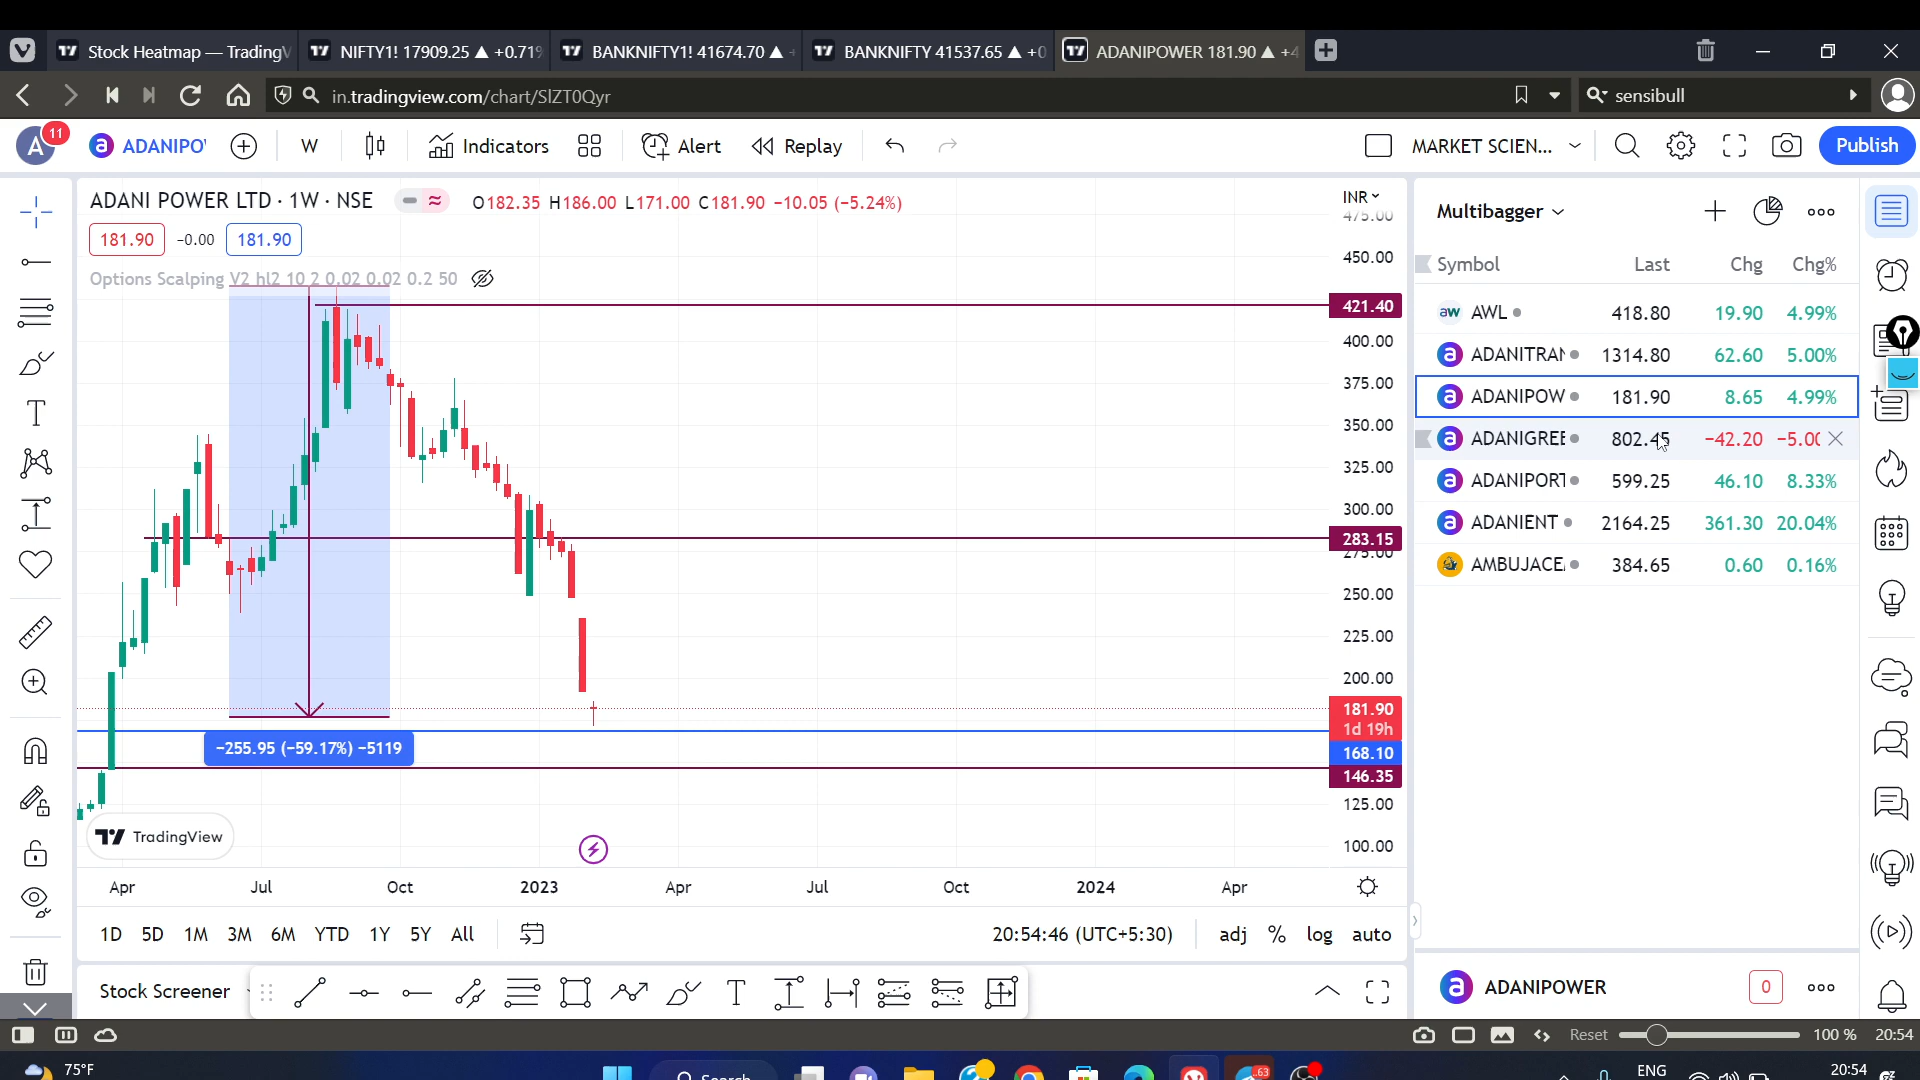 Stock Heatmap — Trading
NIFTY1! 17909.25 ▲ +0.71%
BANKNIFTY1! 41674.70 ▲
BANKNIFTY 41537.65 ▲ +0
ADANIPOWER 181.90 ▲ +4
in.tradingview.com/chart/SlZT0Qyr
sensibull
A 11
ADANIPO
W
Indicators
Alert
Replay
MARKET SCIEN...
Publish
ADANI POWER LTD · 1W · NSE
O182.35 H186.00 L171.00 C181.90 −10.05 (−5.24%)
181.90 −0.00 181.90
Options Scalping V2 hl2 10 2 0.02 0.02 0.2 50
INR
475.00
450.00
421.40
400.00
375.00
350.00
325.00
300.00
283.15
275.00
250.00
225.00
200.00
181.90
1d 19h
168.10
146.35
125.00
100.00
−255.95 (−59.17%) −5119
TradingView
Apr Jul Oct 2023 Apr Jul Oct 2024 Apr
1D 5D 1M 3M 6M YTD 1Y 5Y All
20:54:46 (UTC+5:30)
adj % log auto
Stock Screener
Multibagger
Symbol Last Chg Chg%
aw AWL 418.80 19.90 4.99%
a ADANITRAN 1314.80 62.60 5.00%
a ADANIPOW 181.90 8.65 4.99%
a ADANIGREE 802.45 −42.20 −5.00
a ADANIPORT 599.25 46.10 8.33%
a ADANIENT 2164.25 361.30 20.04%
AMBUJACE 384.65 0.60 0.16%
a ADANIPOWER 0
Reset 100 % 20:54
75°F
Search
63
ENG
20:54